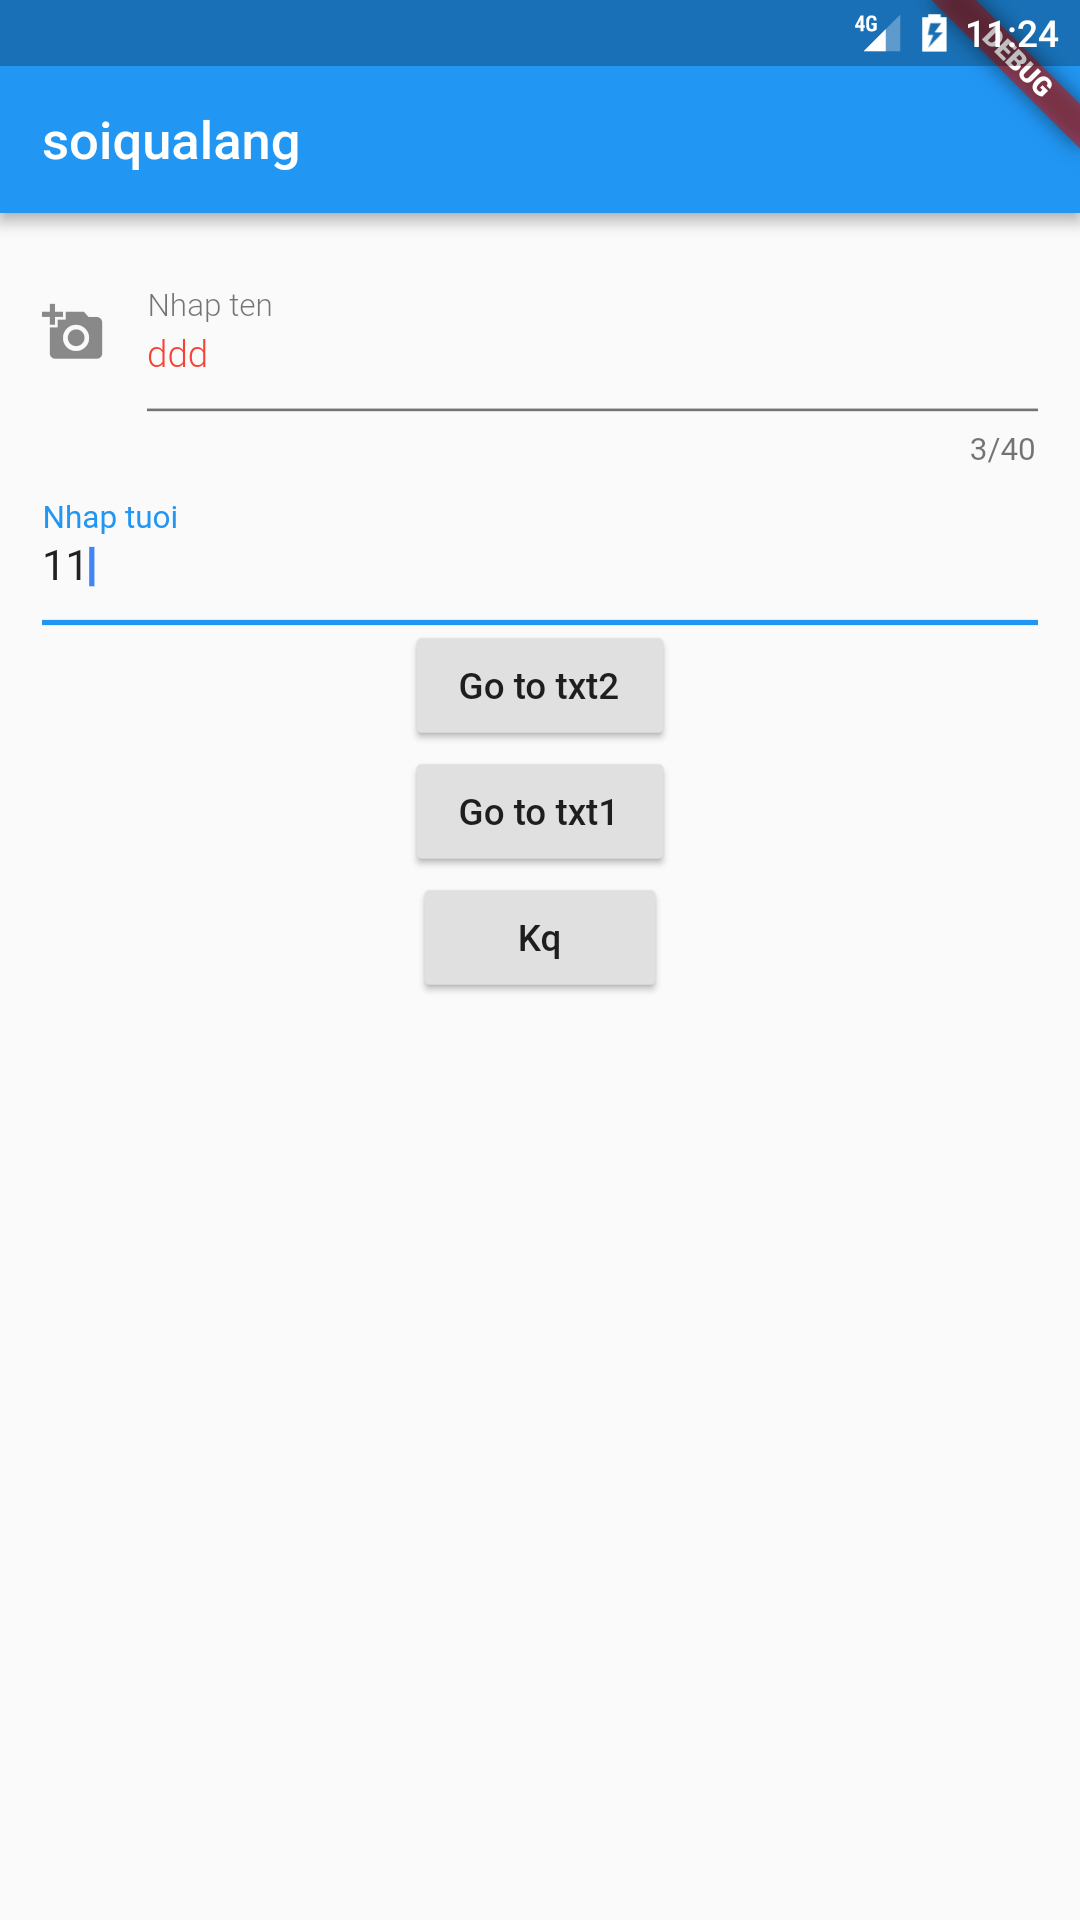 4G 11:24
DEBUG
soiqualang
Nhap ten
ddd
3/40
Nhap tuoi
11
Go to txt2
Go to txt1
Kq